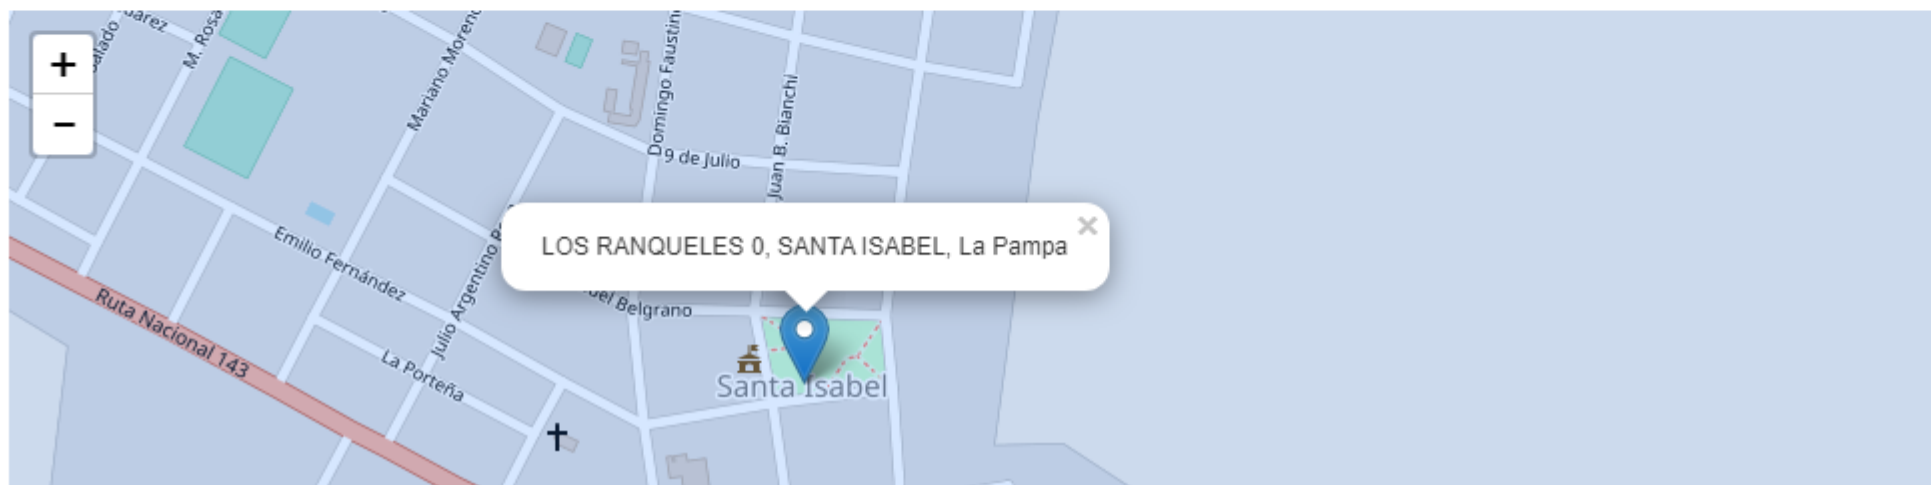 +
−
M. Rosa
Mariano Moreno
Domingo Faustino
Juan B. Bianchi
9 de Julio
LOS RANQUELES 0, SANTA ISABEL, La Pampa
×
Emilio Fernández
Julio Argentino
Belgrano
Ruta Nacional 143
La Porteña
Santa Isabel